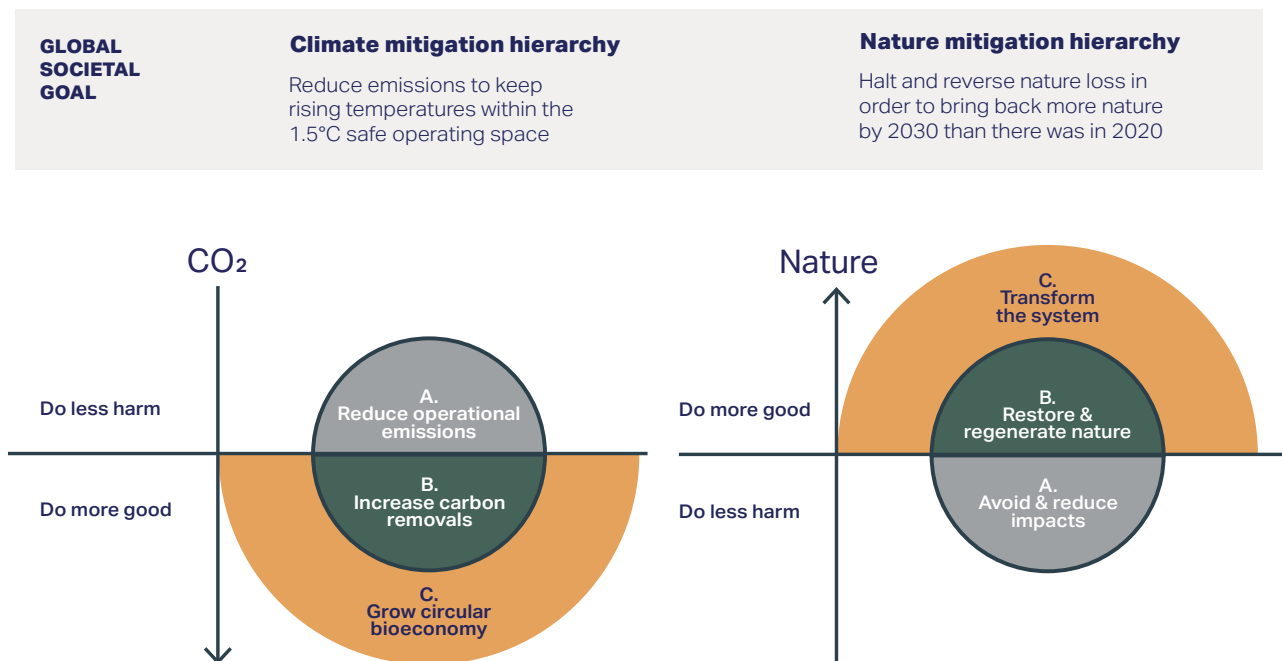 GLOBAL
SOCIETAL
GOAL
Climate mitigation hierarchy
Reduce emissions to keep
rising temperatures within the
1.5°C safe operating space
Nature mitigation hierarchy
Halt and reverse nature loss in
order to bring back more nature
by 2030 than there was in 2020
CO₂
Do less harm
A.
Reduce operational
emissions
Do more good
B.
Increase carbon
removals
C.
Grow circular
bioeconomy
Nature
C.
Transform
the system
Do more good
B.
Restore &
regenerate nature
Do less harm
A.
Avoid & reduce
impacts